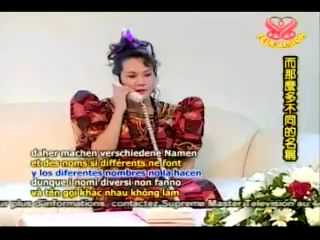 TELEVISION
而那麼多不同的名稱
daher machen verschiedene Namen
et des noms si différents ne font
y los diferentes nombres no la hacen
dunque I nomi diversi non fanno
và tên gọi khác nhau không làm
plus d'informations, contactez Supreme Master Television au 4